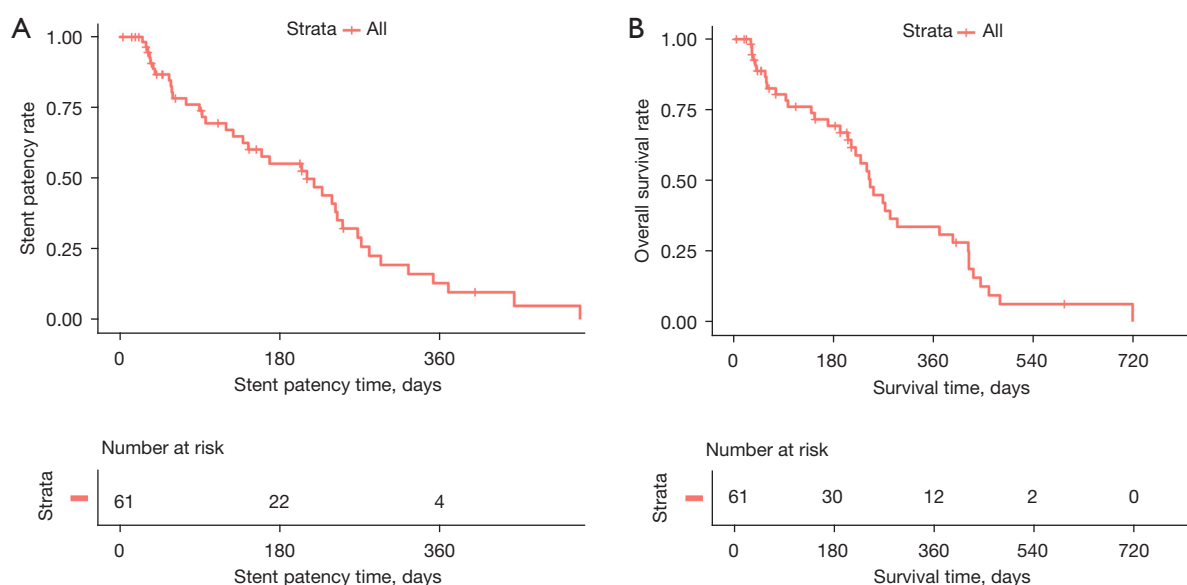 A
Strata All
1.00
0.75
0.50
0.25
0.00
Stent patency rate
0 180 360
Stent patency time, days
Number at risk
Strata
61 22 4
0 180 360
Stent patency time, days
B
Strata All
1.00
0.75
0.50
0.25
0.00
Overall survival rate
0 180 360 540 720
Survival time, days
Number at risk
Strata
61 30 12 2 0
0 180 360 540 720
Survival time, days